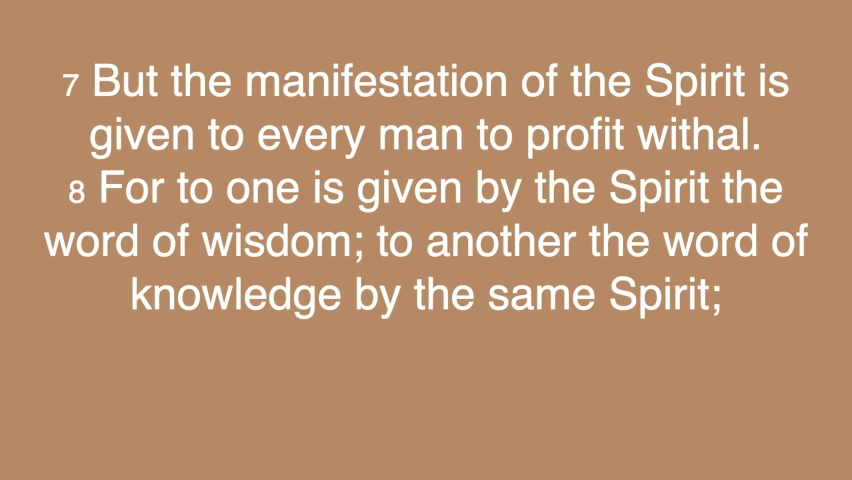 7 But the manifestation of the Spirit is
given to every man to profit withal.
8 For to one is given by the Spirit the
word of wisdom; to another the word of
knowledge by the same Spirit;